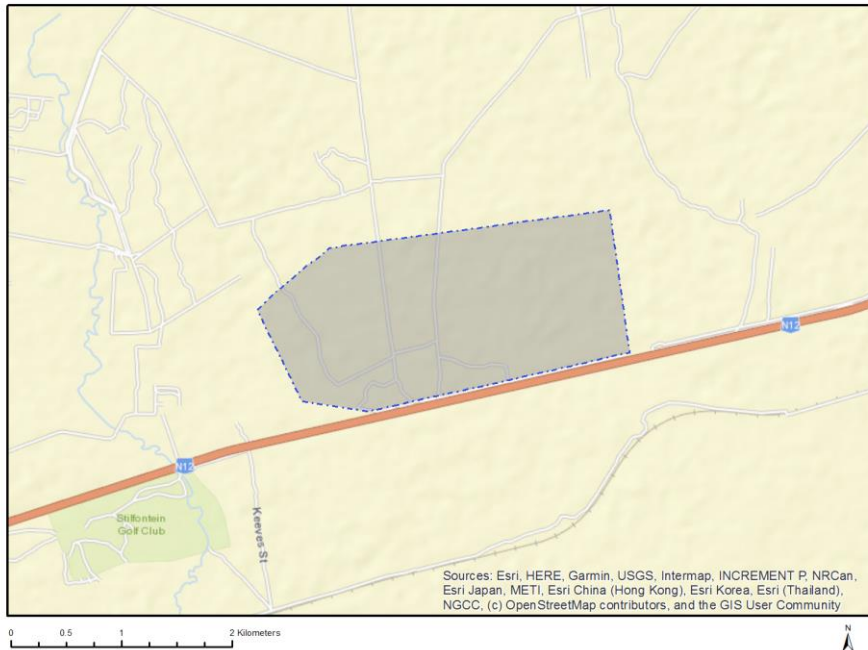 N12
N12
Stilfontein
Golf Club
Keeves St
Sources: Esri, HERE, Garmin, USGS, Intermap, INCREMENT P, NRCan,
Esri Japan, METI, Esri China (Hong Kong), Esri Korea, Esri (Thailand),
NGCC, (c) OpenStreetMap contributors, and the GIS User Community
0 0.5 1 2 Kilometers
N